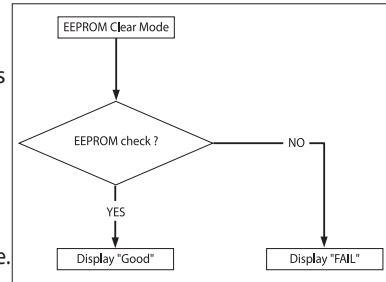 EEPROM Clear Mode
s
EEPROM check ?
NO
YES
e.
Display "Good"
Display "FAIL"